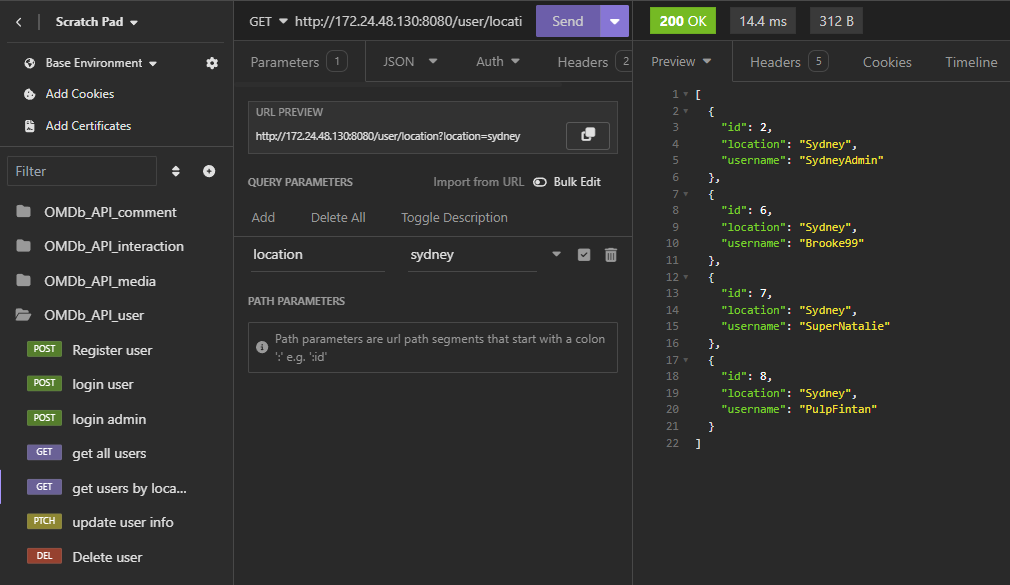 Scratch Pad
Base Environment
Add Cookies
Add Certificates
Filter
OMDb_API_comment
OMDb_API_interaction
OMDb_API_media
OMDb_API_user
POST Register user
POST login user
POST login admin
GET get all users
GET get users by loca...
PTCH update user info
DEL Delete user
GET http://172.24.48.130:8080/user/locati Send
Parameters 1 JSON Auth Headers 2
URL PREVIEW
http://172.24.48.130:8080/user/location?location=sydney
QUERY PARAMETERS Import from URL Bulk Edit
Add Delete All Toggle Description
location sydney
PATH PARAMETERS
Path parameters are url path segments that start with a colon
':' e.g. ':id'
200 OK 14.4 ms 312 B
Preview Headers 5 Cookies Timeline
1 [
2 {
3 "id": 2,
4 "location": "Sydney",
5 "username": "SydneyAdmin"
6 },
7 {
8 "id": 6,
9 "location": "Sydney",
10 "username": "Brooke99"
11 },
12 {
13 "id": 7,
14 "location": "Sydney",
15 "username": "SuperNatalie"
16 },
17 {
18 "id": 8,
19 "location": "Sydney",
20 "username": "PulpFintan"
21 }
22 ]